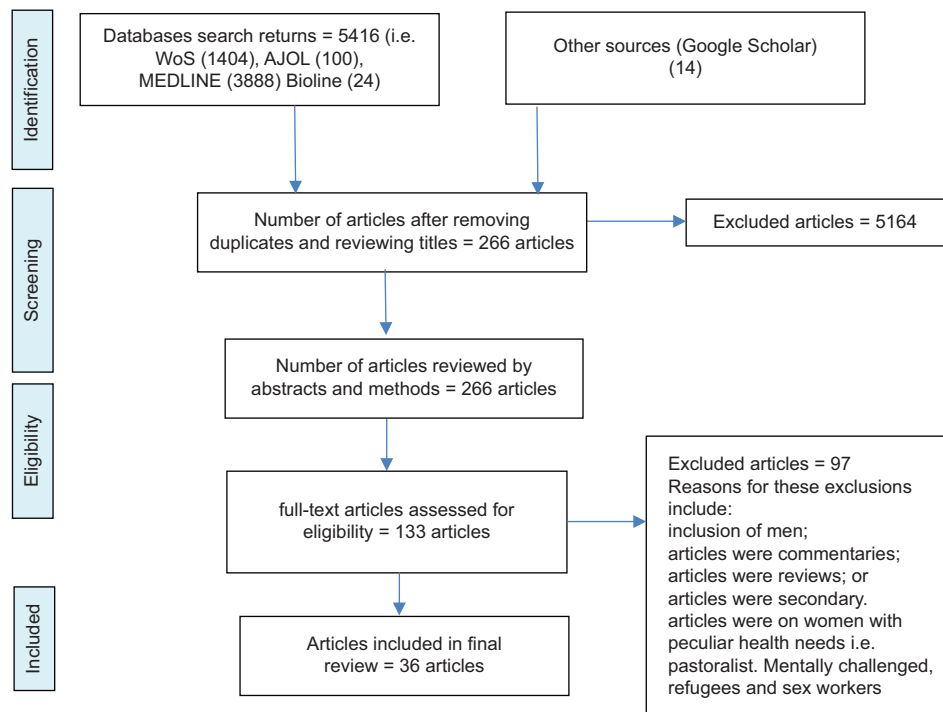 Identification
Databases search returns = 5416 (i.e.
WoS (1404), AJOL (100),
MEDLINE (3888) Bioline (24)
Other sources (Google Scholar)
(14)
Screening
Number of articles after removing
duplicates and reviewing titles = 266 articles
Excluded articles = 5164
Number of articles reviewed by
abstracts and methods = 266 articles
Eligibility
full-text articles assessed for
eligibility = 133 articles
Excluded articles = 97
Reasons for these exclusions
include:
inclusion of men;
articles were commentaries;
articles were reviews; or
articles were secondary.
articles were on women with
peculiar health needs i.e.
pastoralist. Mentally challenged,
refugees and sex workers
Included
Articles included in final
review = 36 articles